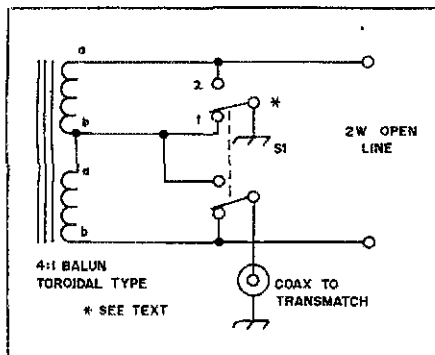 a
2
b
1
*
S1
2W OPEN
LINE
a
b
4:1 BALUN
TOROIDAL TYPE
* SEE TEXT
COAX TO
TRANSMATCH